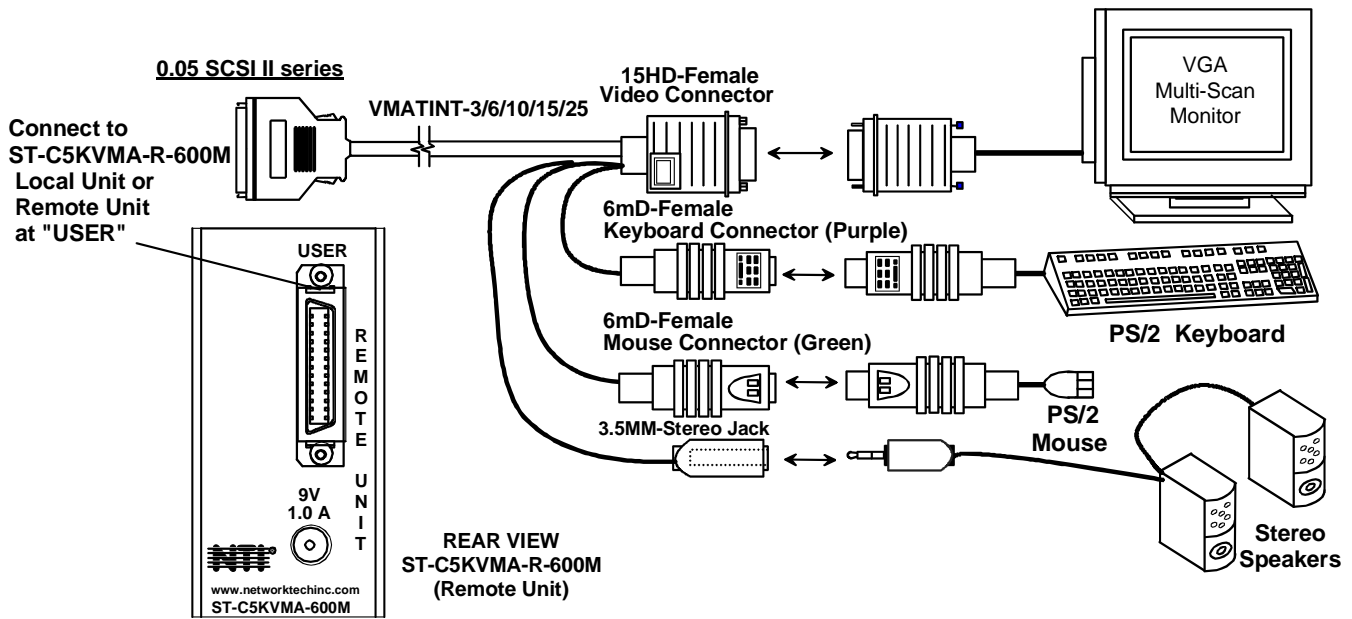 0.05 SCSI II series
VMATINT-3/6/10/15/25
15HD-Female
Video Connector
VGA
Multi-Scan
Monitor
Connect to
ST-C5KVMA-R-600M
Local Unit or
Remote Unit
at "USER"
6mD-Female
Keyboard Connector (Purple)
PS/2 Keyboard
6mD-Female
Mouse Connector (Green)
PS/2
Mouse
3.5MM-Stereo Jack
Stereo
Speakers
USER
REMOTE UNIT
9V
1.0 A
www.networktechinc.com
ST-C5KVMA-600M
REAR VIEW
ST-C5KVMA-R-600M
(Remote Unit)